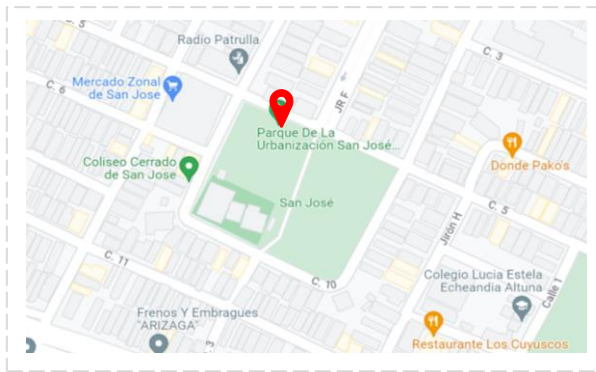 C. 5
Radio Patrulla
C. 3
Mercado Zonal
de San Jose
C. 6
JR F
Parque De La
Urbanización San José...
Coliseo Cerrado
de San Jose
Donde Pako's
San José
C. 5
Jirón H
C. 11
C. 10
Colegio Lucia Estela
Echeandia Altuna
Calle 1
Frenos Y Embragues
"ARIZAGA"
C. 3
Restaurante Los Cuyuscos